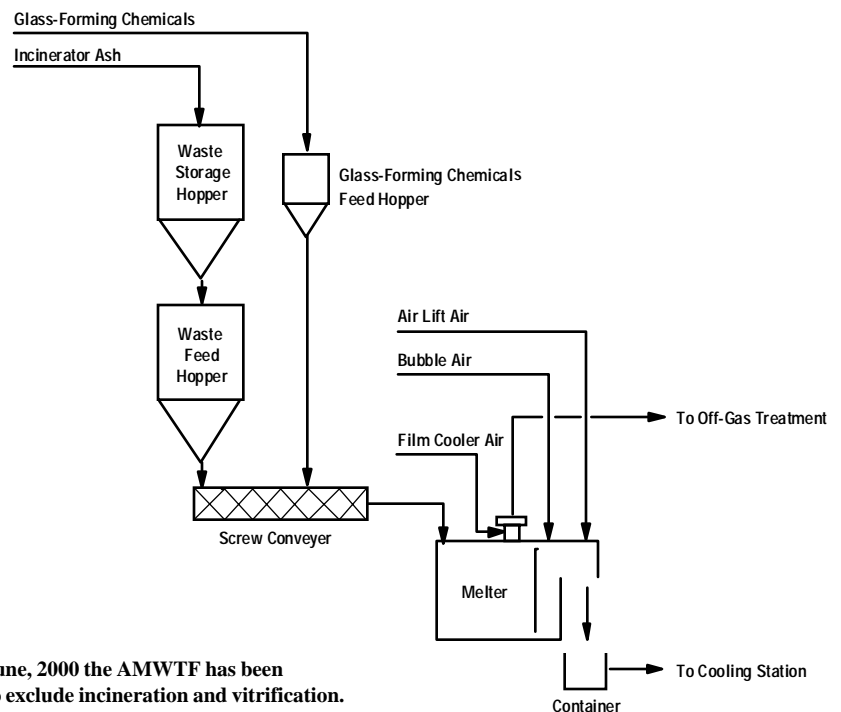 Glass-Forming Chemicals
Incinerator Ash
Waste
Storage
Hopper
Glass-Forming Chemicals
Feed Hopper
Waste
Feed
Hopper
Air Lift Air
Bubble Air
To Off-Gas Treatment
Film Cooler Air
Screw Conveyer
Melter
To Cooling Station
Container
une, 2000 the AMWTF has been
exclude incineration and vitrification.